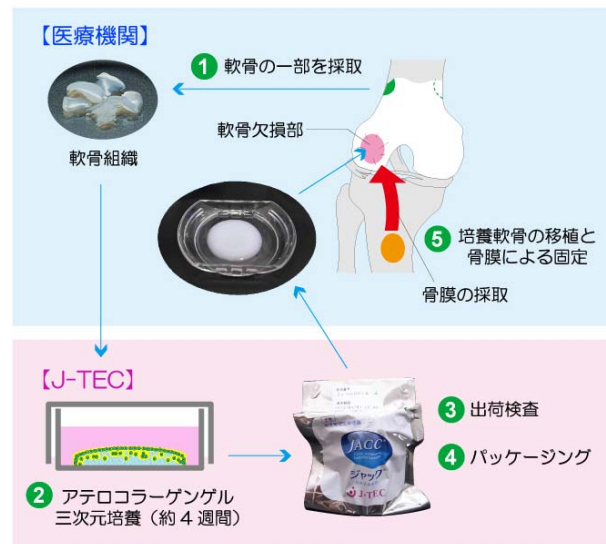 【医療機関】
1 軟骨の一部を採取
軟骨欠損部
軟骨組織
5 培養軟骨の移植と
骨膜による固定
骨膜の採取
【J-TEC】
3 出荷検査
JACC
ジャック
J-TEC
4 パッケージング
2 アテロコラーゲンゲル
三次元培養（約4週間）